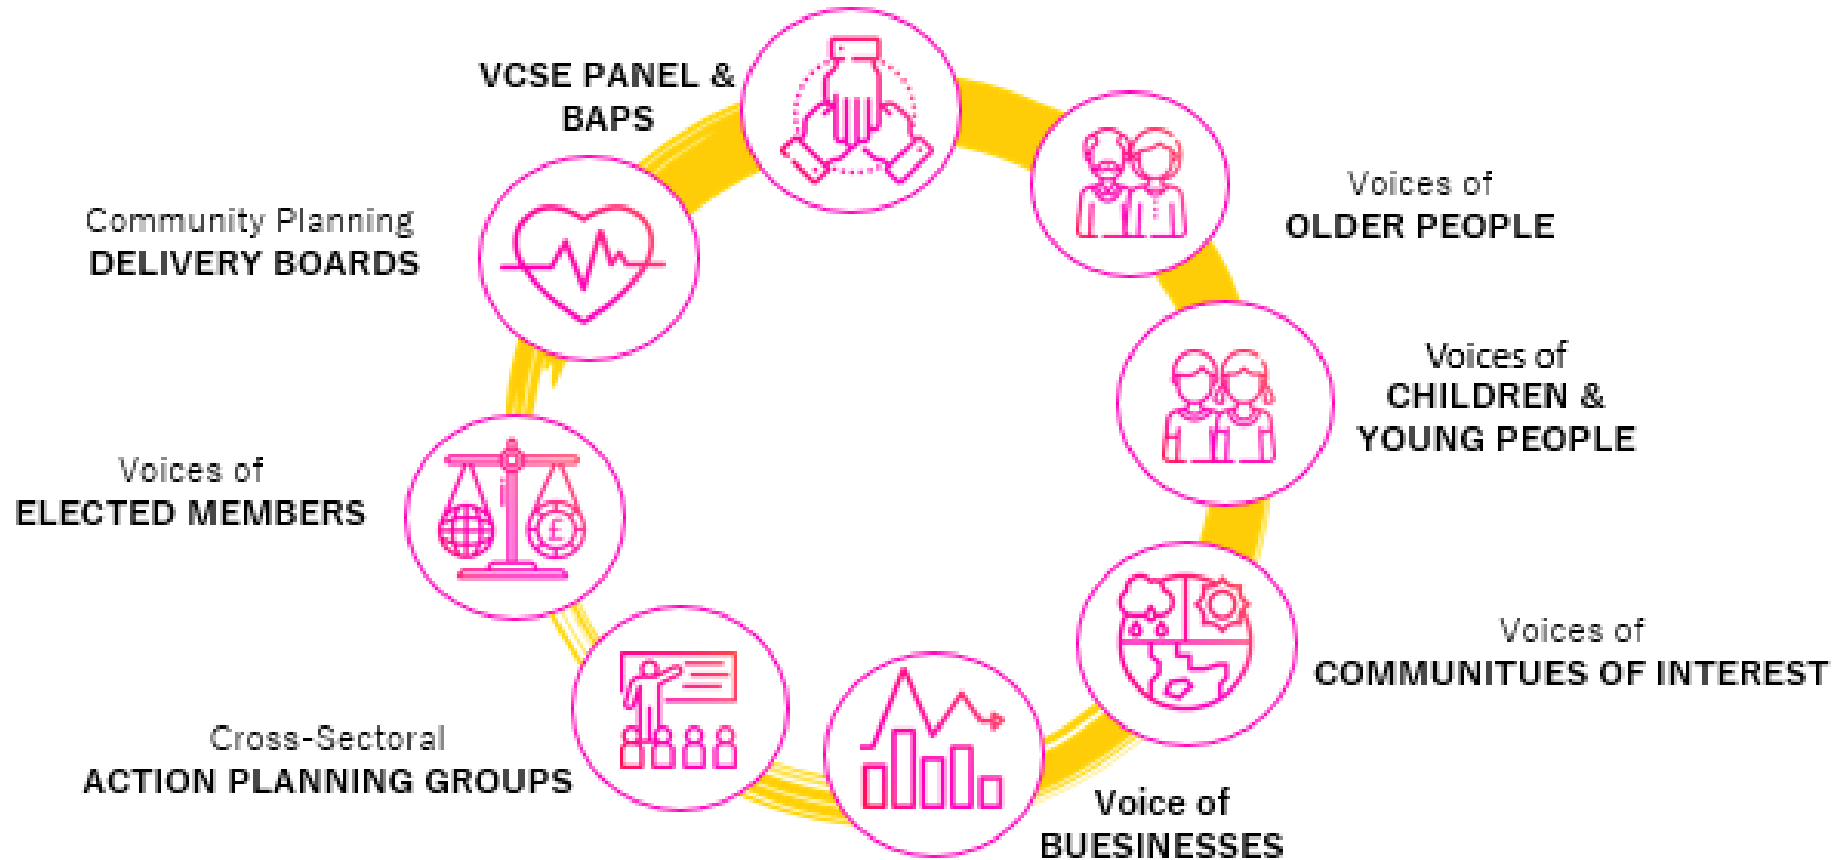 VCSE PANEL &
BAPS
Voices of
OLDER PEOPLE
Voices of
CHILDREN &
YOUNG PEOPLE
Voices of
COMMUNITUES OF INTEREST
Voice of
BUESINESSES
Cross-Sectoral
ACTION PLANNING GROUPS
Voices of
ELECTED MEMBERS
£
Community Planning
DELIVERY BOARDS